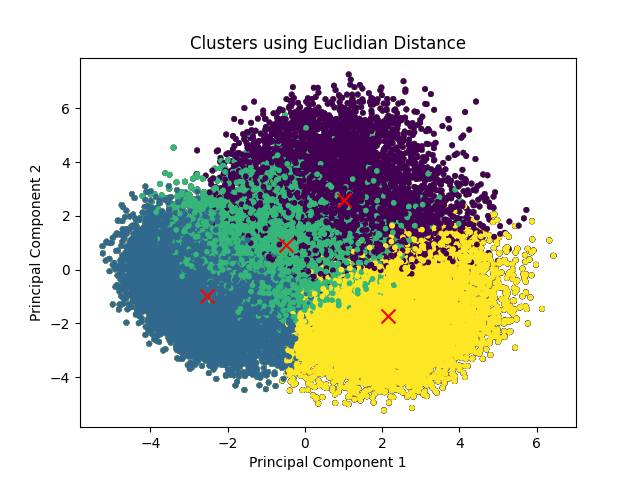 Clusters using Euclidian Distance
Principal Component 2
6
4
2
0
−2
−4
−4 −2 0 2 4 6
Principal Component 1